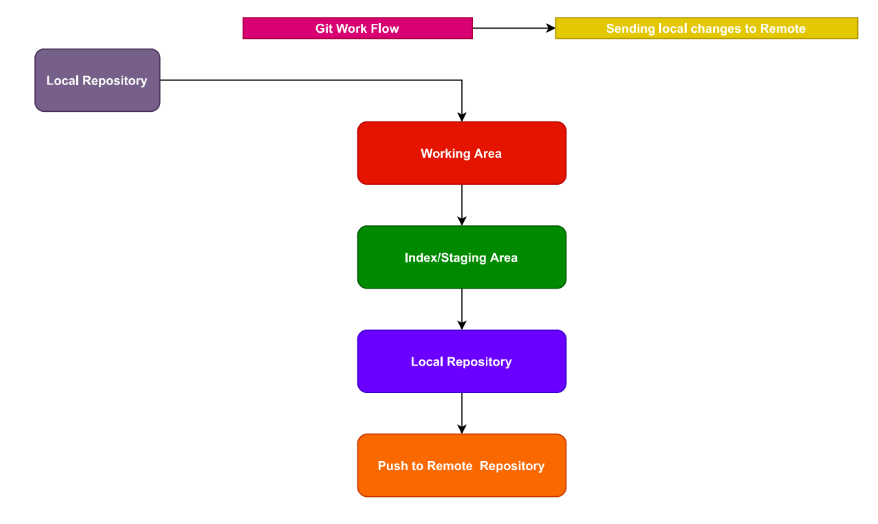 Git Work Flow
Sending local changes to Remote
Local Repository
Working Area
Index/Staging Area
Local Repository
Push to Remote  Repository